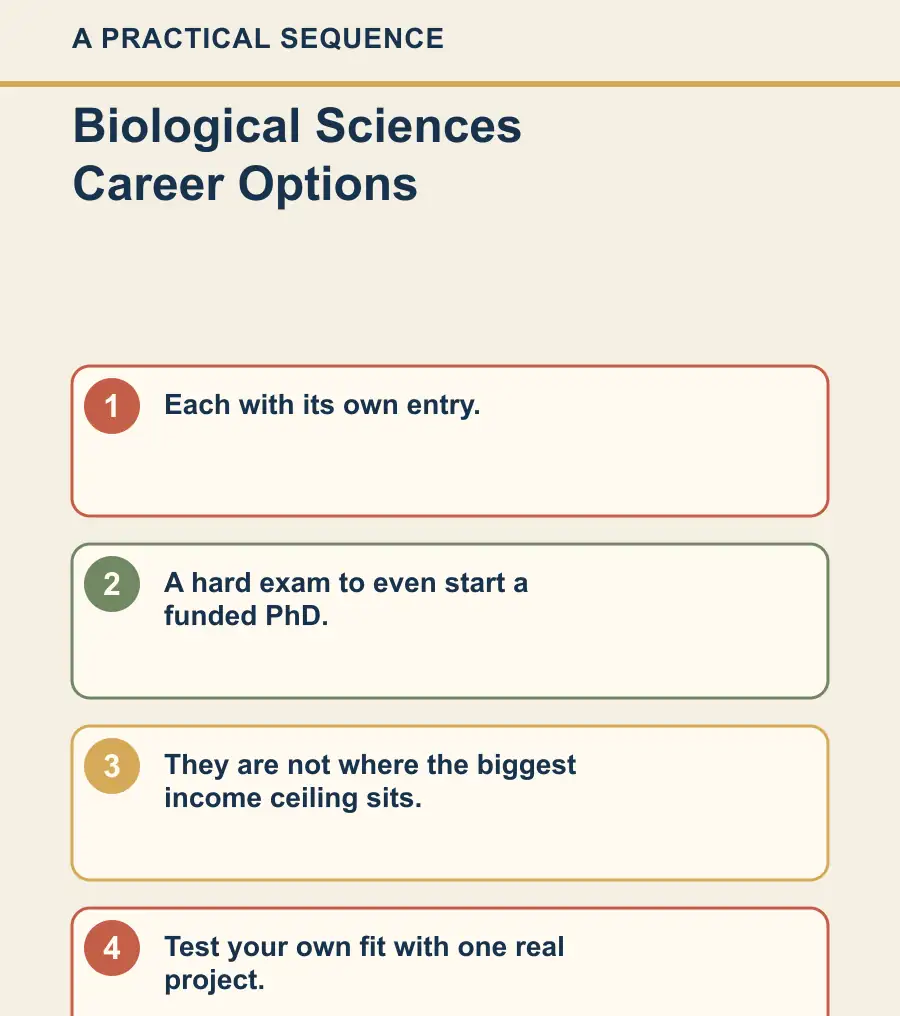 A PRACTICAL SEQUENCE
Biological Sciences
Career Options
1
Each with its own entry.
2
A hard exam to even start a
funded PhD.
3
They are not where the biggest
income ceiling sits.
4
Test your own fit with one real
project.